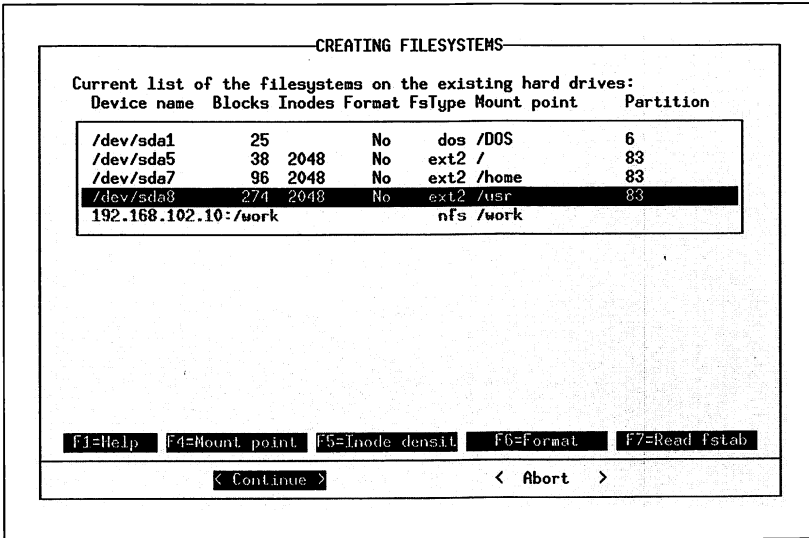 CREATING FILESYSTEMS
Current list of the filesystems on the existing hard drives:
Device name Blocks Inodes Format FsType Mount point Partition
/dev/sda1 25 No dos /DOS 6
/dev/sda5 38 2048 No ext2 / 83
/dev/sda7 96 2048 No ext2 /home 83
/dev/sda8 274 2048 No ext2 /usr 83
192.168.102.10:/work nfs /work
F1=Help F4=Mount point F5=Inode densit F6=Format F7=Read fstab
< Continue > < Abort >